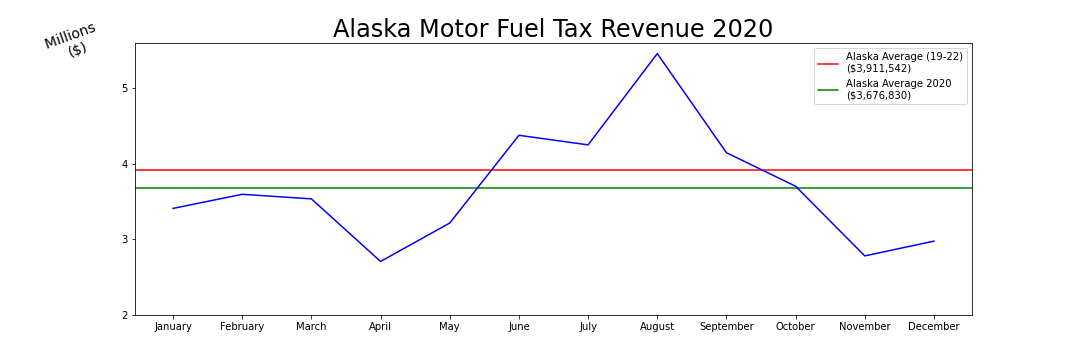 Alaska Motor Fuel Tax Revenue 2020
Millions
($)
Alaska Average (19-22)
($3,911,542)
Alaska Average 2020
($3,676,830)
5
4
3
2
January February March April May June July August September October November December